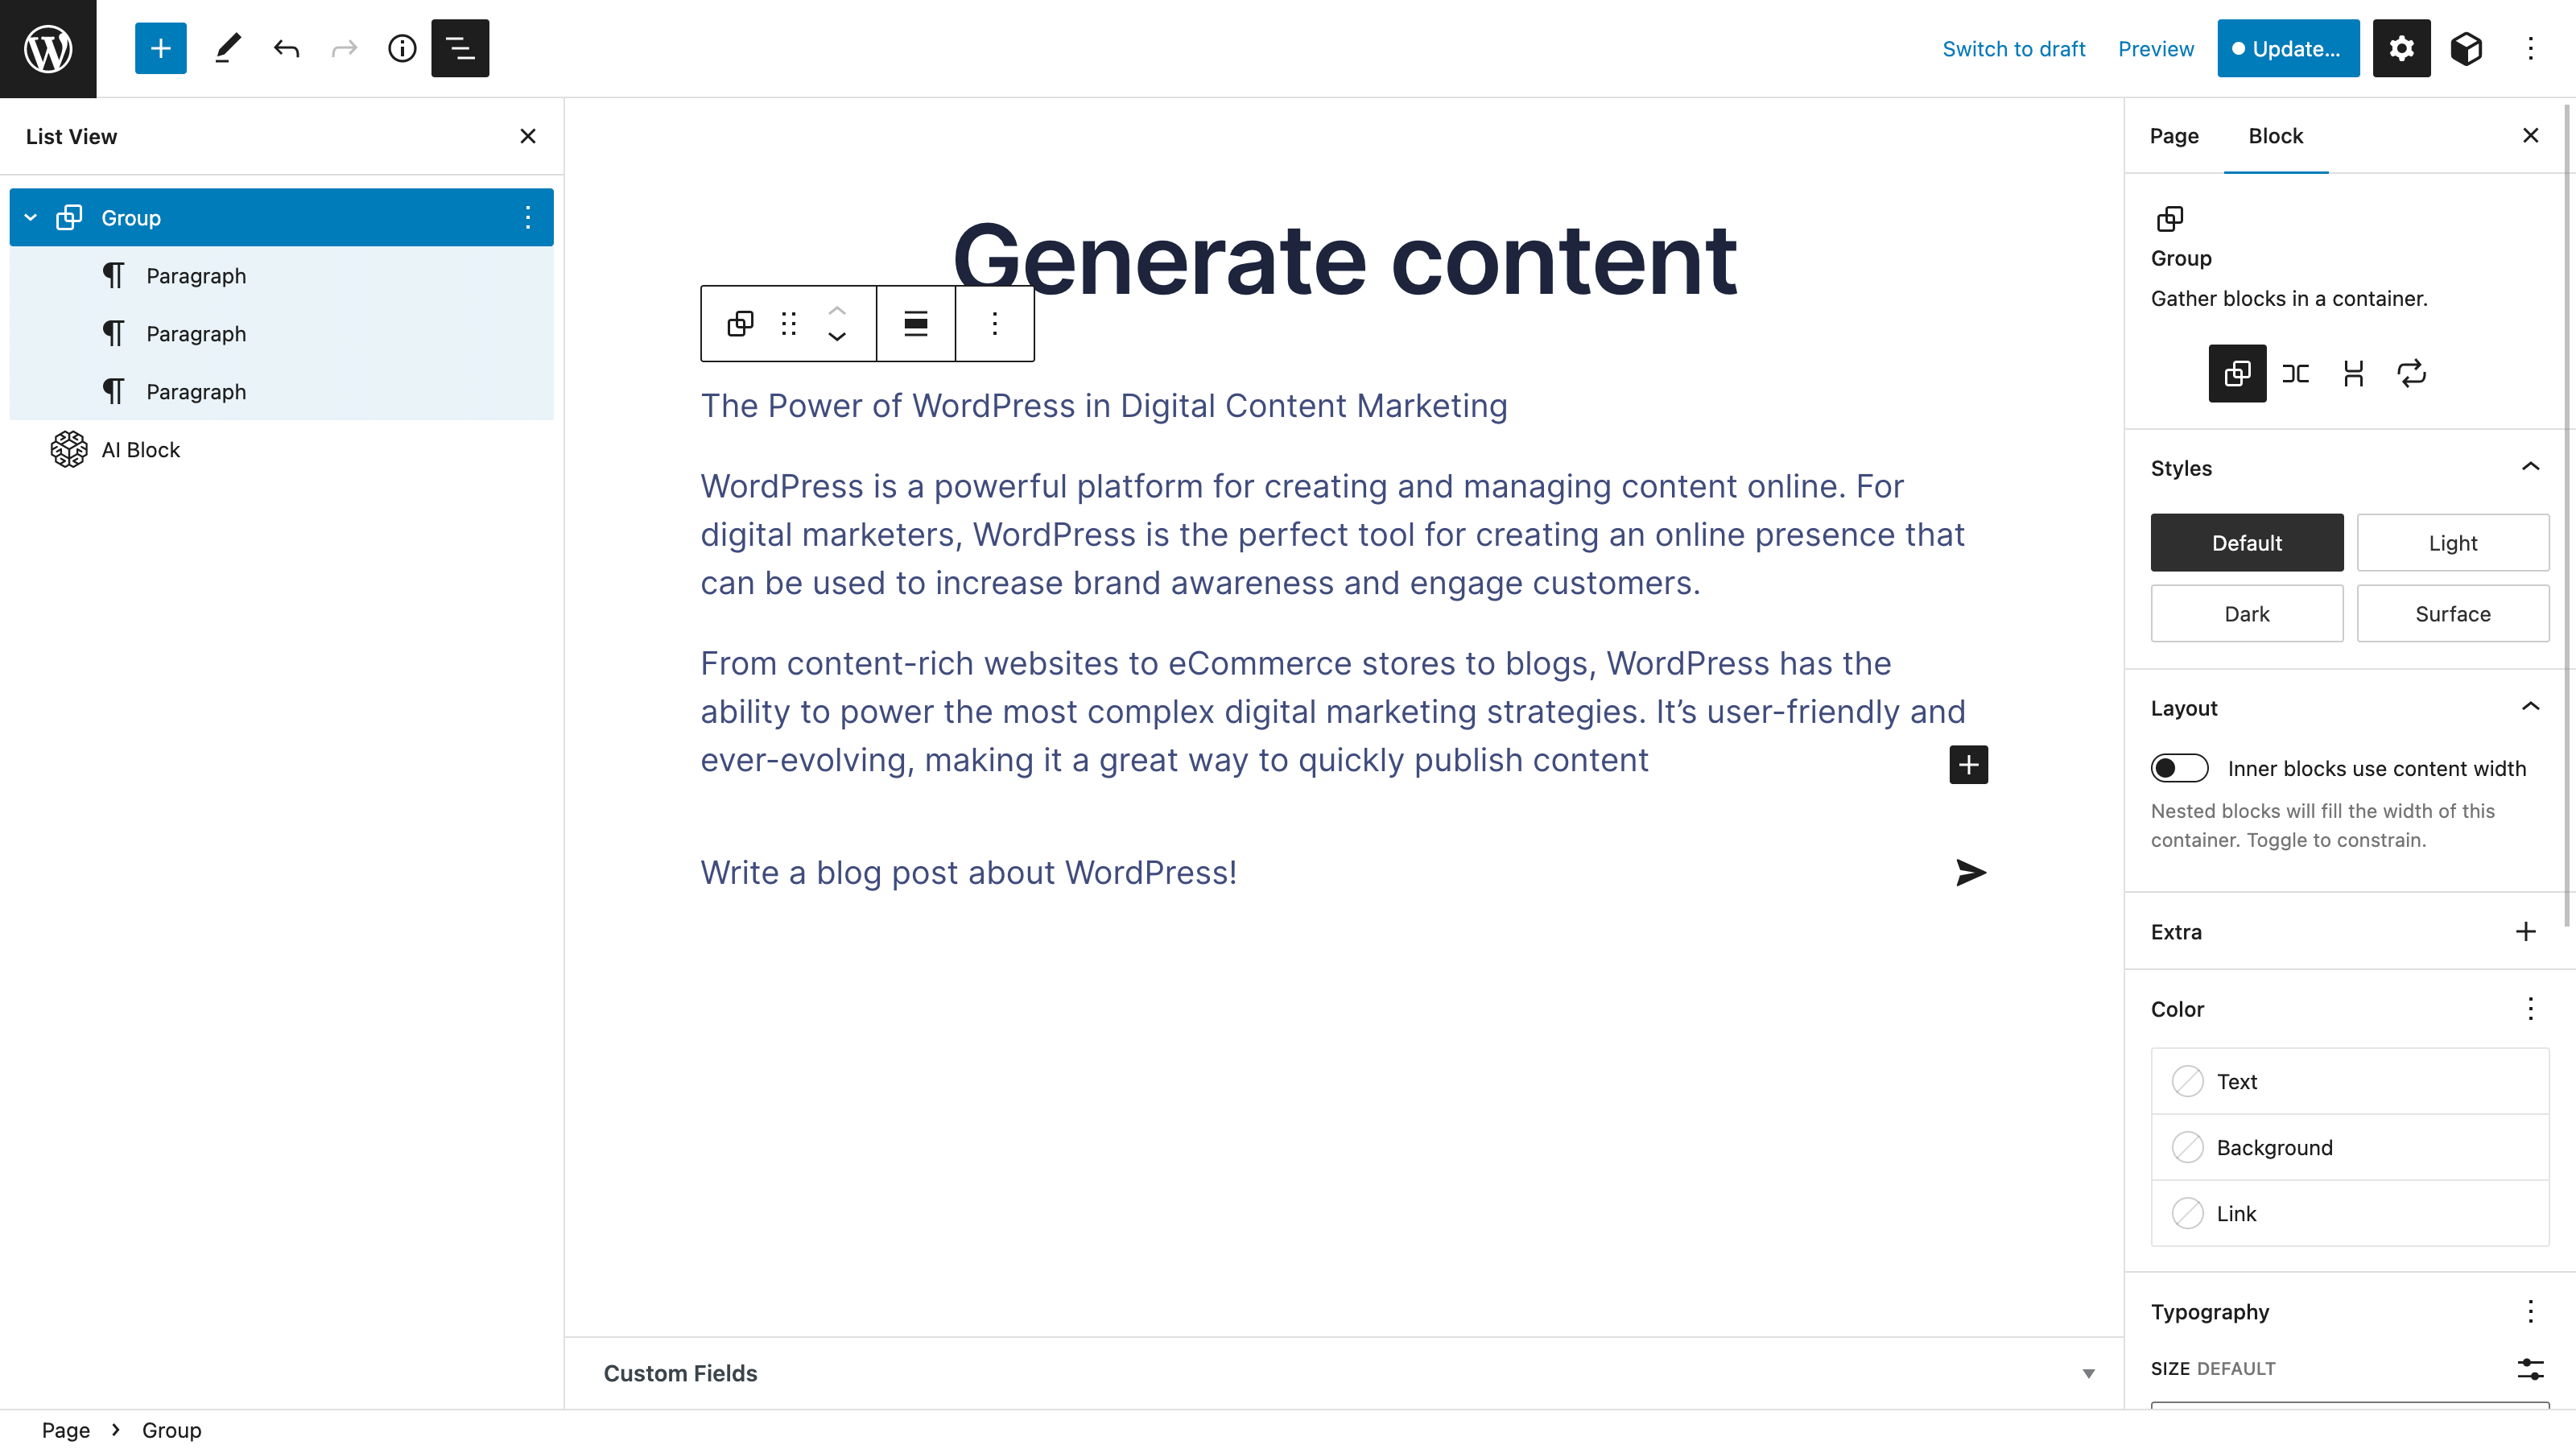 Switch to draft
Preview
Update...
List View
Group
Paragraph
Paragraph
Paragraph
AI Block
Generate content
The Power of WordPress in Digital Content Marketing
WordPress is a powerful platform for creating and managing content online. For
digital marketers, WordPress is the perfect tool for creating an online presence that
can be used to increase brand awareness and engage customers.
From content-rich websites to eCommerce stores to blogs, WordPress has the
ability to power the most complex digital marketing strategies. It’s user-friendly and
ever-evolving, making it a great way to quickly publish content
Write a blog post about WordPress!
Custom Fields
Page
Block
Group
Gather blocks in a container.
Styles
Default
Light
Dark
Surface
Layout
Inner blocks use content width
Nested blocks will fill the width of this
container. Toggle to constrain.
Extra
Color
Text
Background
Link
Typography
SIZE DEFAULT
Page
Group